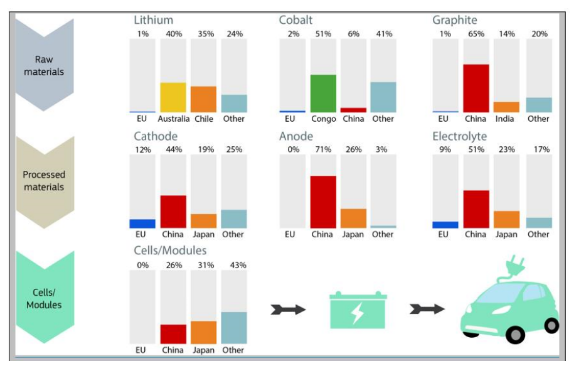 Lithium
1% 40% 35% 24%
EU Australia Chile Other
Cobalt
2% 51% 6% 41%
EU Congo China Other
Graphite
1% 65% 14% 20%
EU China India Other
Raw
materials
Cathode
12% 44% 19% 25%
EU China Japan Other
Anode
0% 71% 26% 3%
EU China Japan Other
Electrolyte
9% 51% 23% 17%
EU China Japan Other
Processed
materials
Cells/Modules
0% 26% 31% 43%
EU China Japan Other
Cells/
Modules